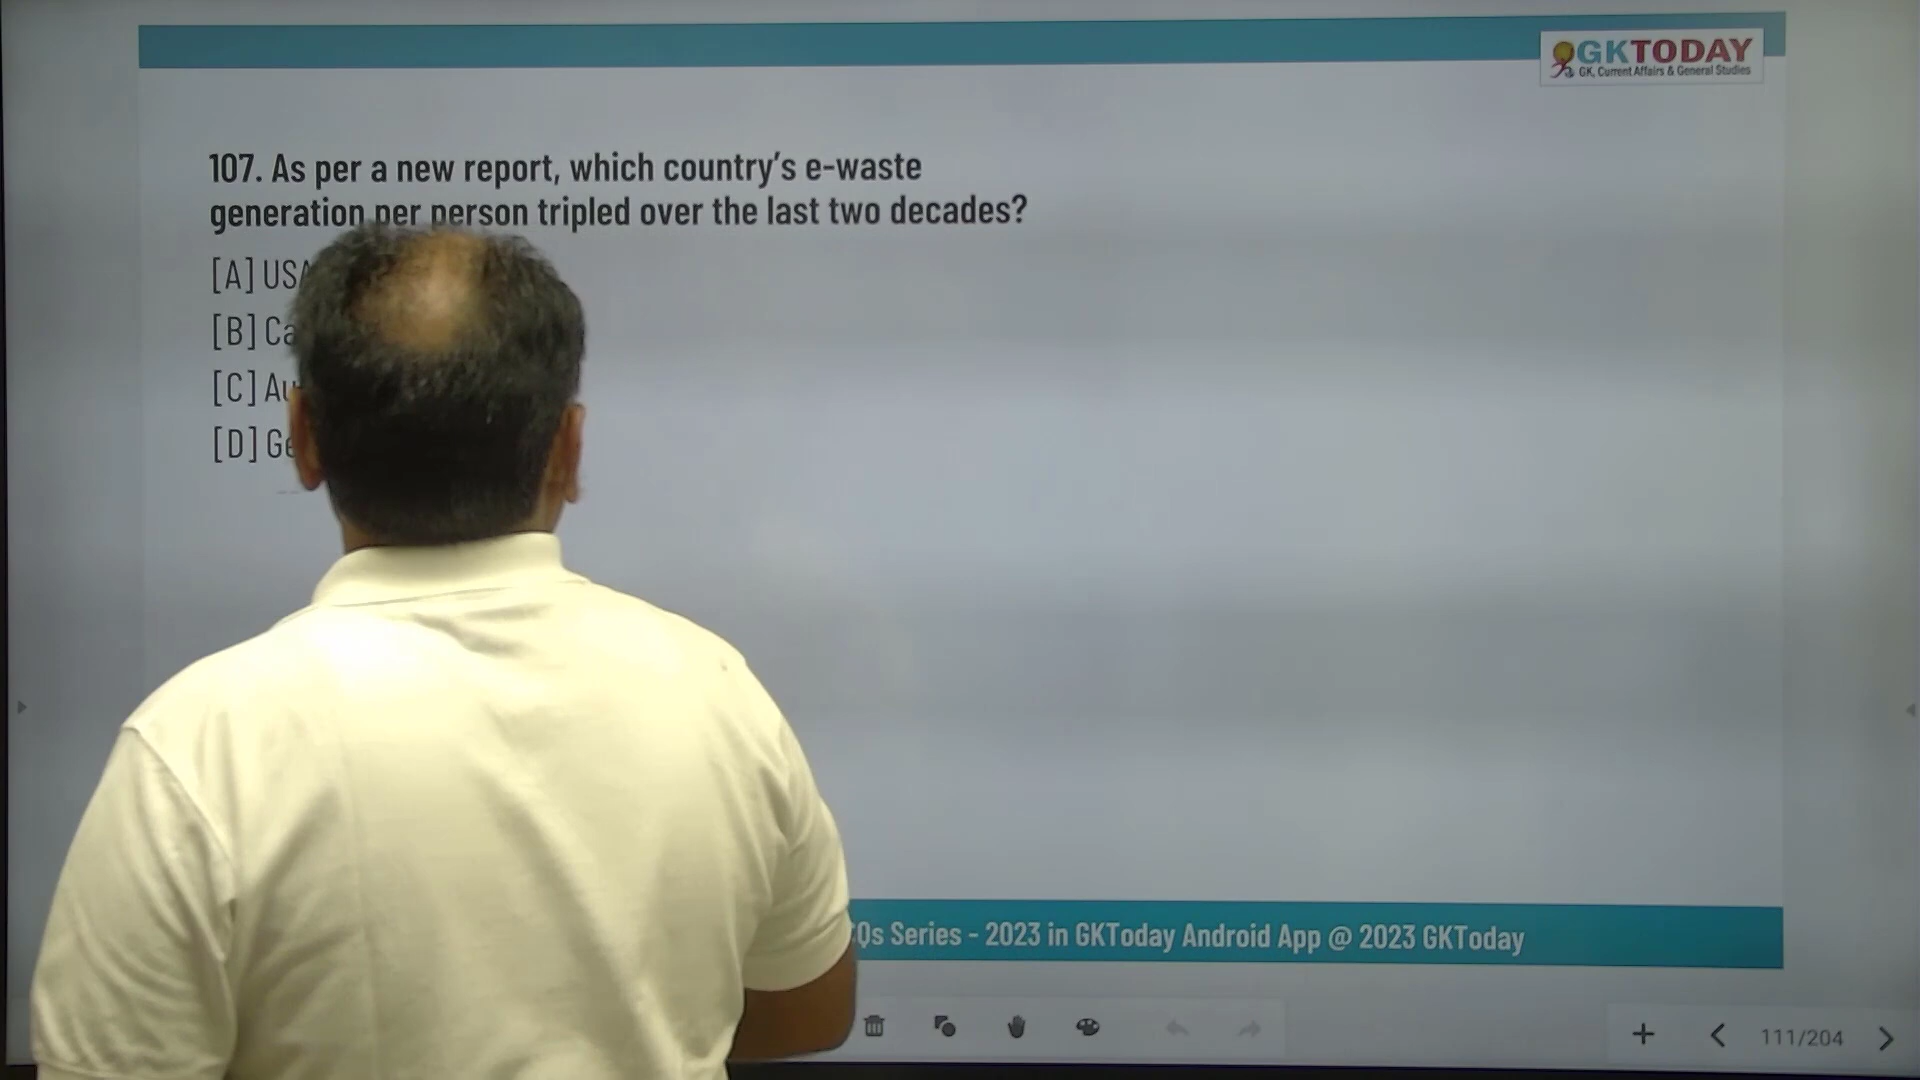 GKTODAY
GK, Current Affairs & General Studies
107. As per a new report, which country's e-waste
generation per person tripled over the last two decades?
[A] USA
[B] Ca
[C] Au
[D] Ge
Qs Series - 2023 in GKToday Android App @ 2023 GKToday
111/204